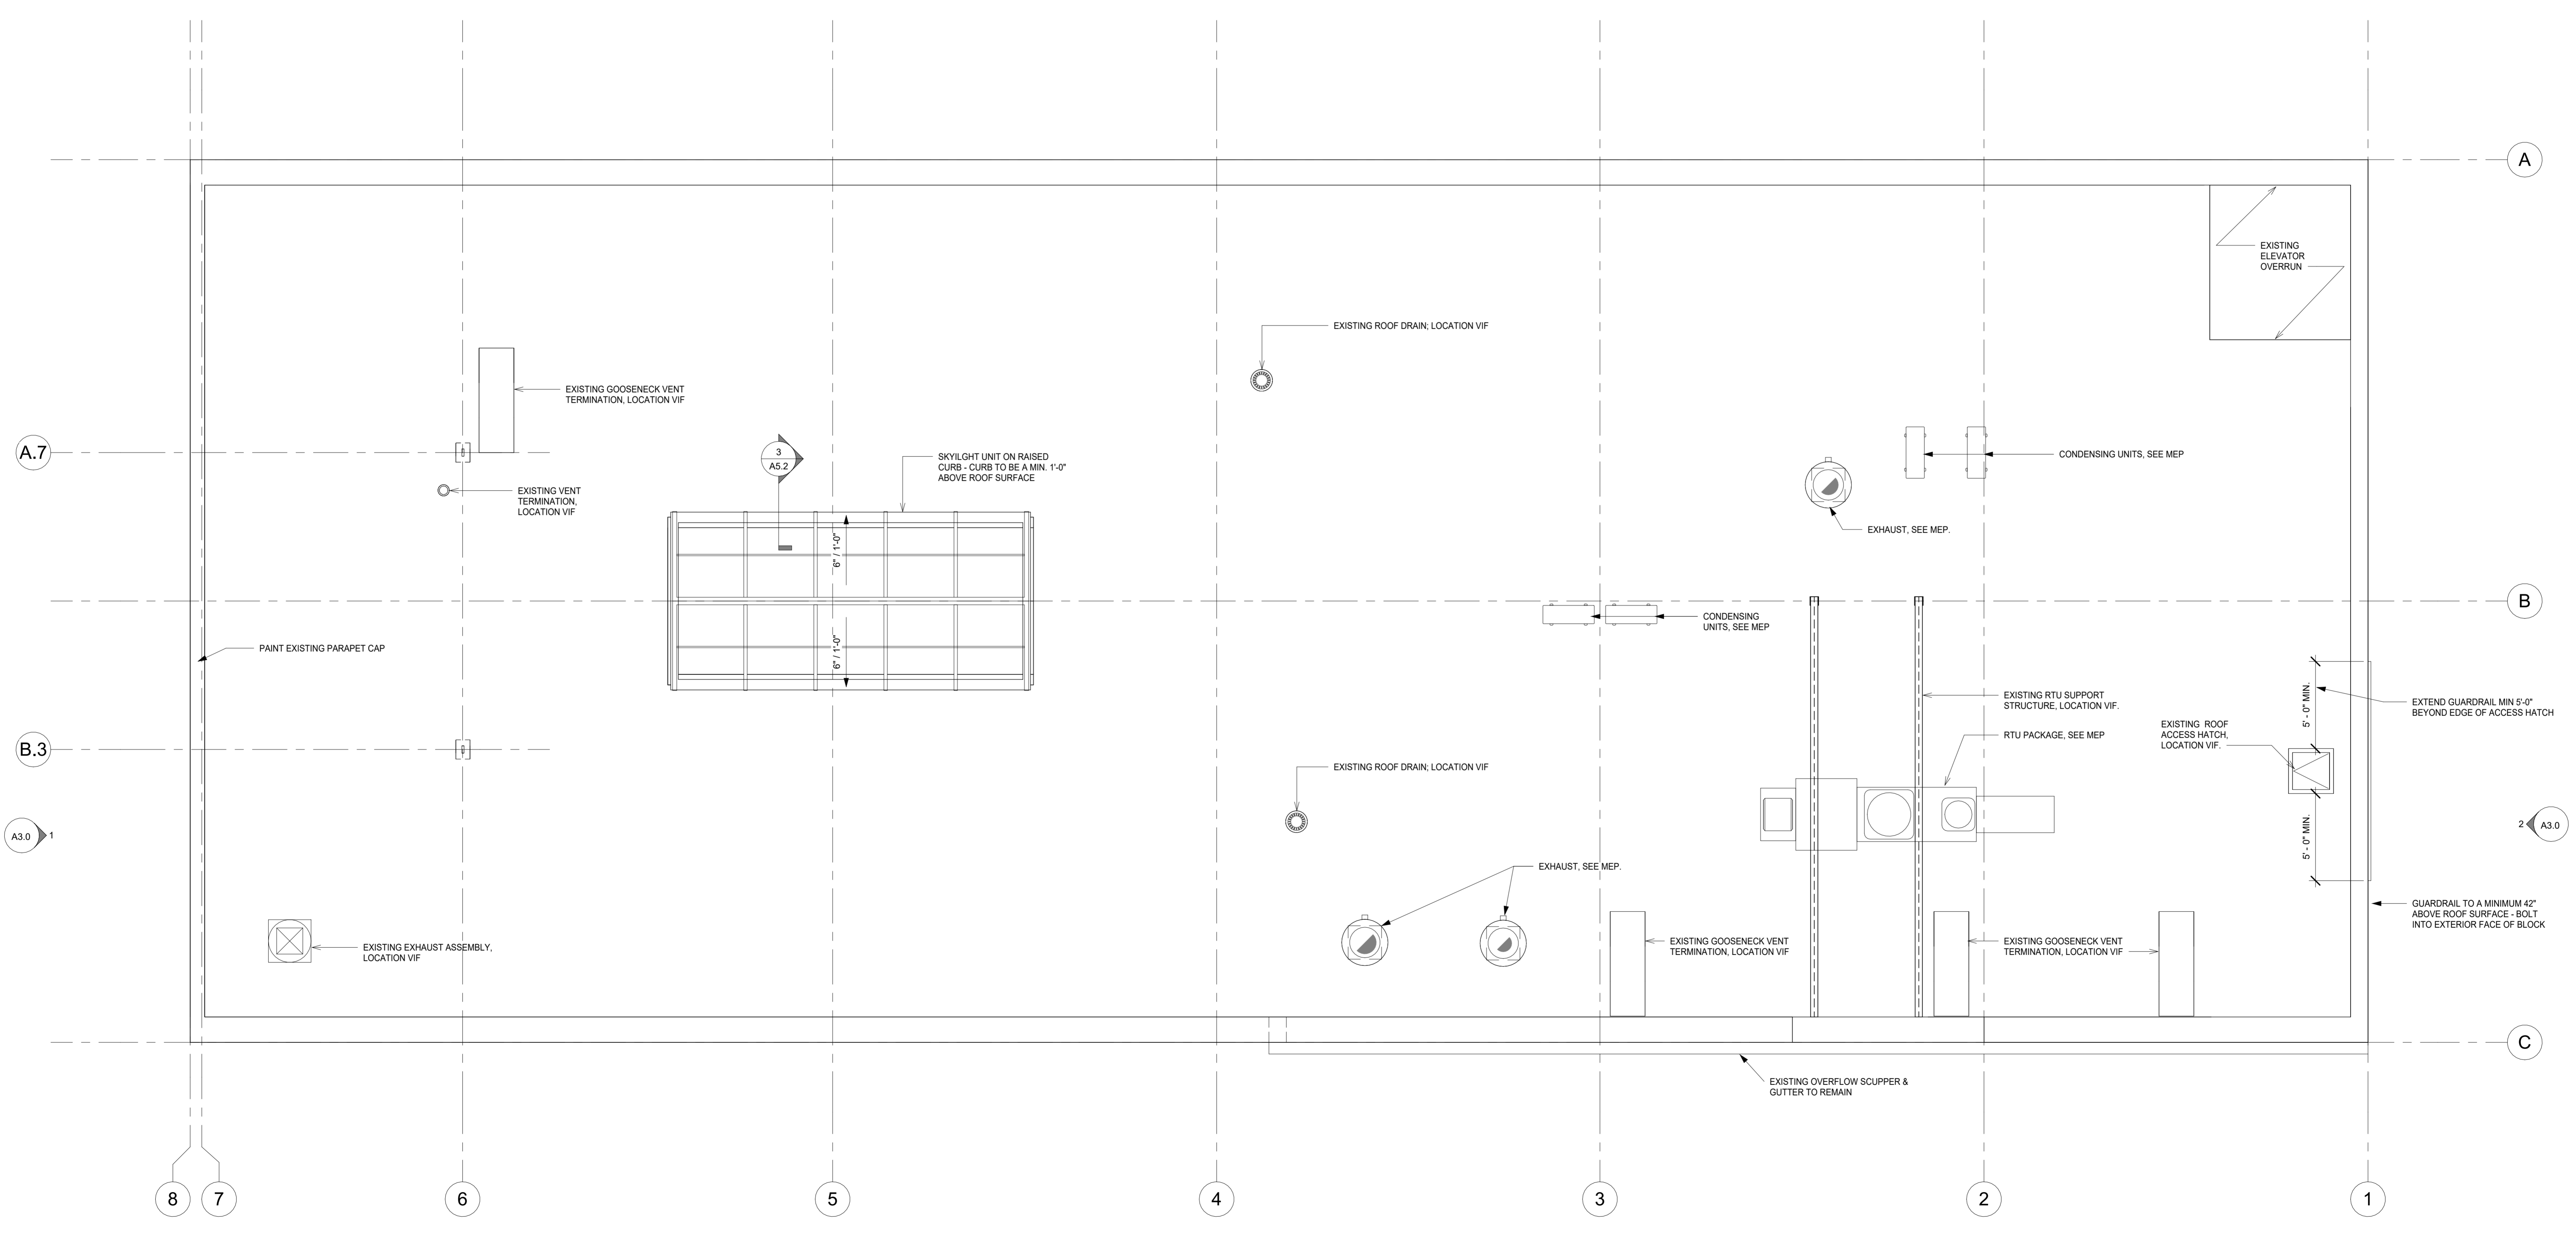 A
EXISTING
ELEVATOR
OVERRUN
EXISTING ROOF DRAIN; LOCATION VIF
EXISTING GOOSENECK VENT
TERMINATION, LOCATION VIF
A.7
3
A5.2
SKYILGHT UNIT ON RAISED
CURB - CURB TO BE A MIN. 1'-0"
ABOVE ROOF SURFACE
CONDENSING UNITS, SEE MEP
EXISTING VENT
TERMINATION,
LOCATION VIF
EXHAUST, SEE MEP.
6" / 1'-0"
B
CONDENSING
UNITS, SEE MEP
6" / 1'-0"
PAINT EXISTING PARAPET CAP
EXISTING RTU SUPPORT
STRUCTURE, LOCATION VIF.
5' - 0" MIN.
EXTEND GUARDRAIL MIN 5'-0"
BEYOND EDGE OF ACCESS HATCH
EXISTING ROOF
ACCESS HATCH,
LOCATION VIF.
RTU PACKAGE, SEE MEP
B.3
EXISTING ROOF DRAIN; LOCATION VIF
A3.0
1
2
A3.0
5' - 0" MIN.
EXHAUST, SEE MEP.
GUARDRAIL TO A MINIMUM 42"
ABOVE ROOF SURFACE - BOLT
INTO EXTERIOR FACE OF BLOCK
EXISTING EXHAUST ASSEMBLY,
LOCATION VIF
EXISTING GOOSENECK VENT
TERMINATION, LOCATION VIF
EXISTING GOOSENECK VENT
TERMINATION, LOCATION VIF
C
EXISTING OVERFLOW SCUPPER &
GUTTER TO REMAIN
8
7
6
5
4
3
2
1